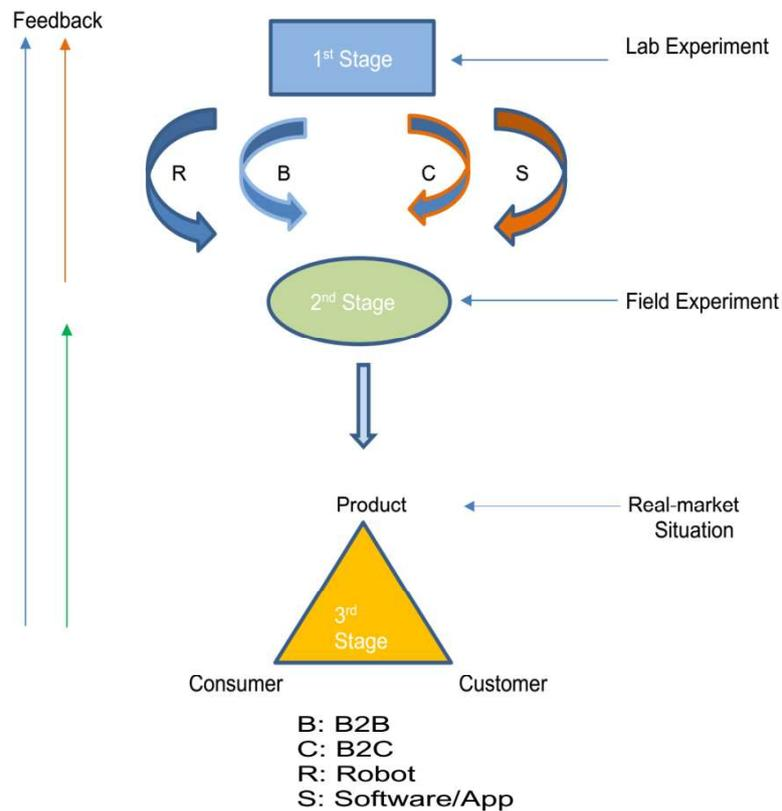 Feedback
1st Stage
Lab Experiment
R
B
C
S
2nd Stage
Field Experiment
Product
Real-market
Situation
3rd
Stage
Consumer
Customer
B: B2B
C: B2C
R: Robot
S: Software/App